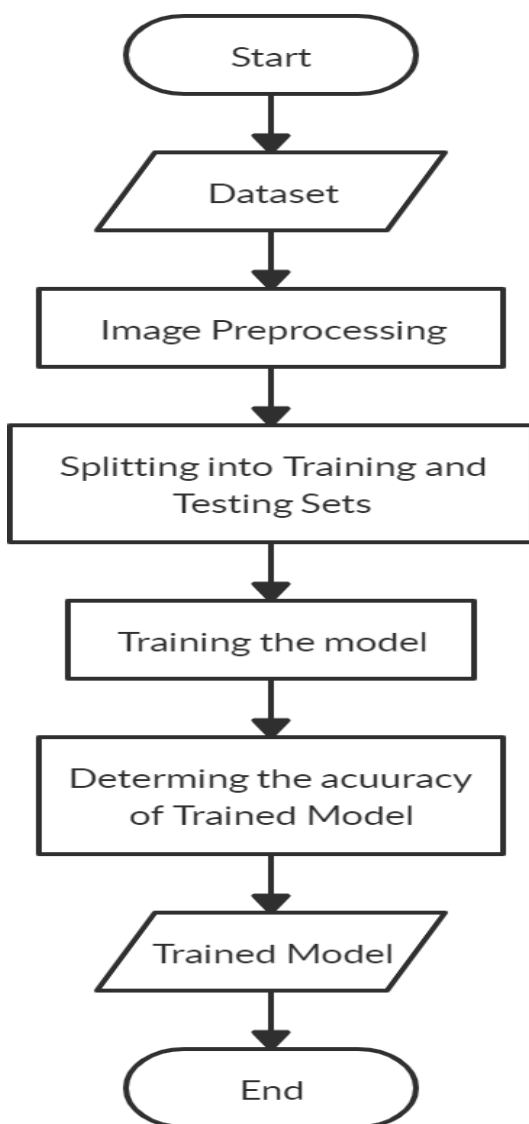 Start
Dataset
Image Preprocessing
Splitting into Training and
Testing Sets
Training the model
Determing the acuuracy
of Trained Model
Trained Model
End